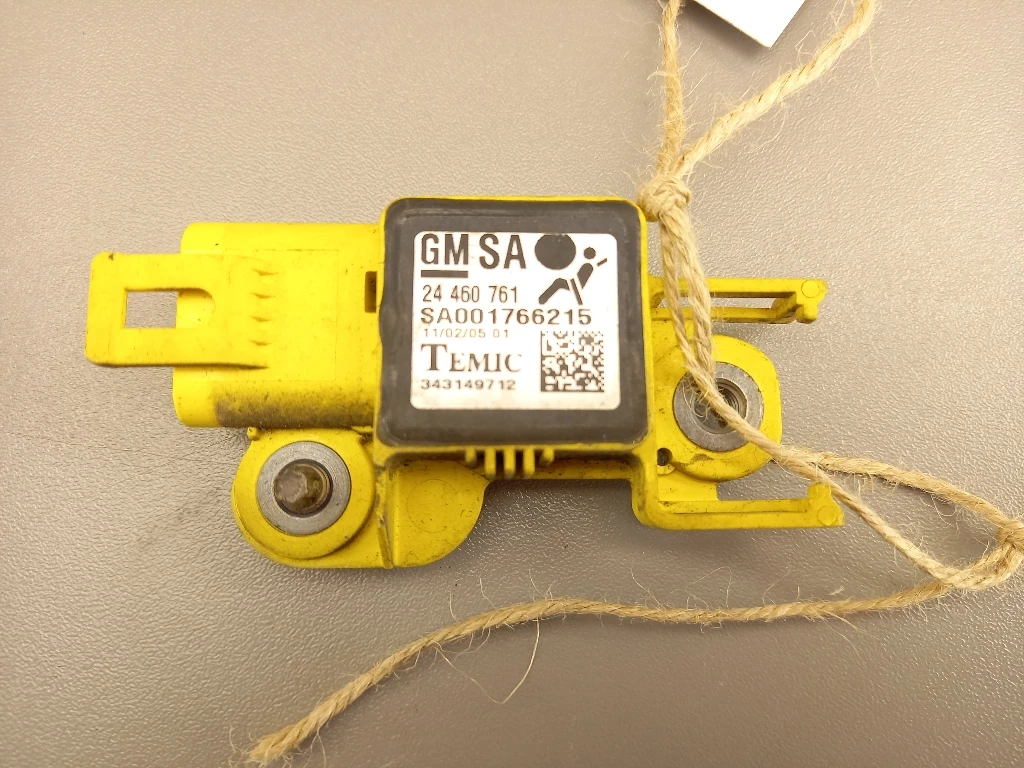 GM SA
24 460 761
SA001766215
11/02/05 01
TEMIC
343149712